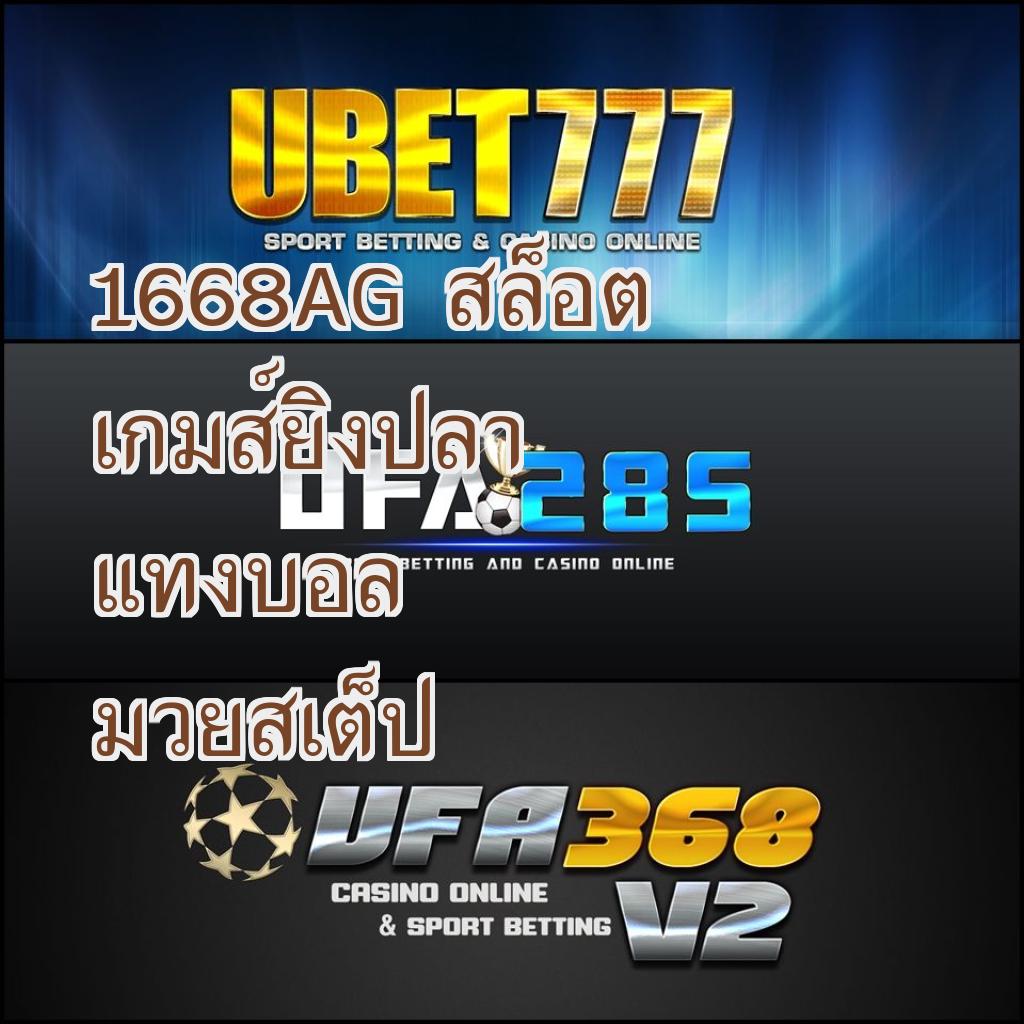 UBET777
SPORT BETTING & CASINO ONLINE
1668AG สล็อต
เกมส์ยิงปลา
UFA285
BETTING AND CASINO ONLINE
แทงบอล
มวยสเต็ป
UFA368
CASINO ONLINE
& SPORT BETTING
V2